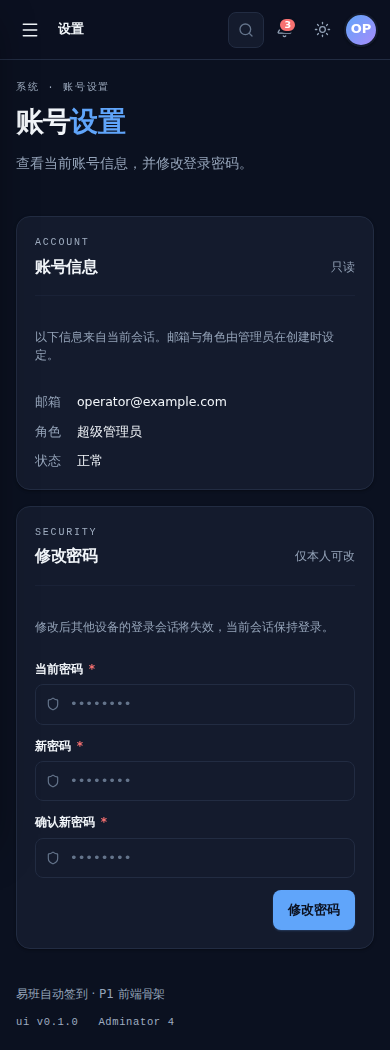 设置
3
OP
系统 · 账号设置
账号设置
查看当前账号信息，并修改登录密码。
ACCOUNT
账号信息
只读
以下信息来自当前会话。邮箱与角色由管理员在创建时设
定。
邮箱 operator@example.com
角色 超级管理员
状态 正常
SECURITY
修改密码
仅本人可改
修改后其他设备的登录会话将失效，当前会话保持登录。
当前密码 *
••••••••
新密码 *
••••••••
确认新密码 *
••••••••
修改密码
易班自动签到 · P1 前端骨架
ui v0.1.0 Adminator 4